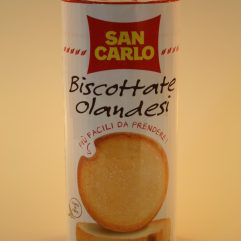 SAN
CARLO
Biscottate
olandesi
PIÙ FACILI DA PRENDERE!